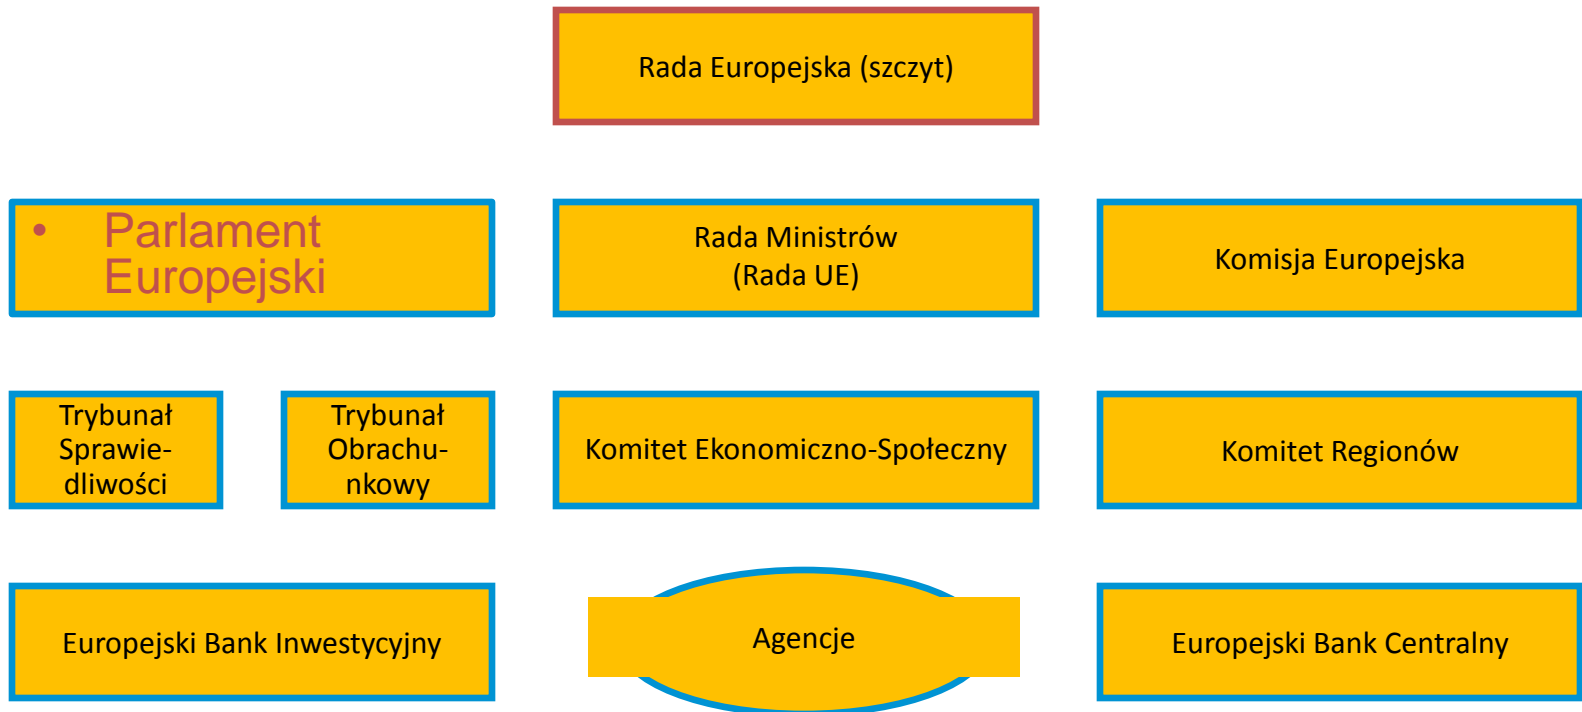 Rada Europejska (szczyt)
• Parlament
Europejski
Rada Ministrów
(Rada UE)
Komisja Europejska
Trybunał
Sprawie-
dliwości
Trybunał
Obrachu-
nkowy
Komitet Ekonomiczno-Społeczny
Komitet Regionów
Europejski Bank Inwestycyjny
Agencje
Europejski Bank Centralny